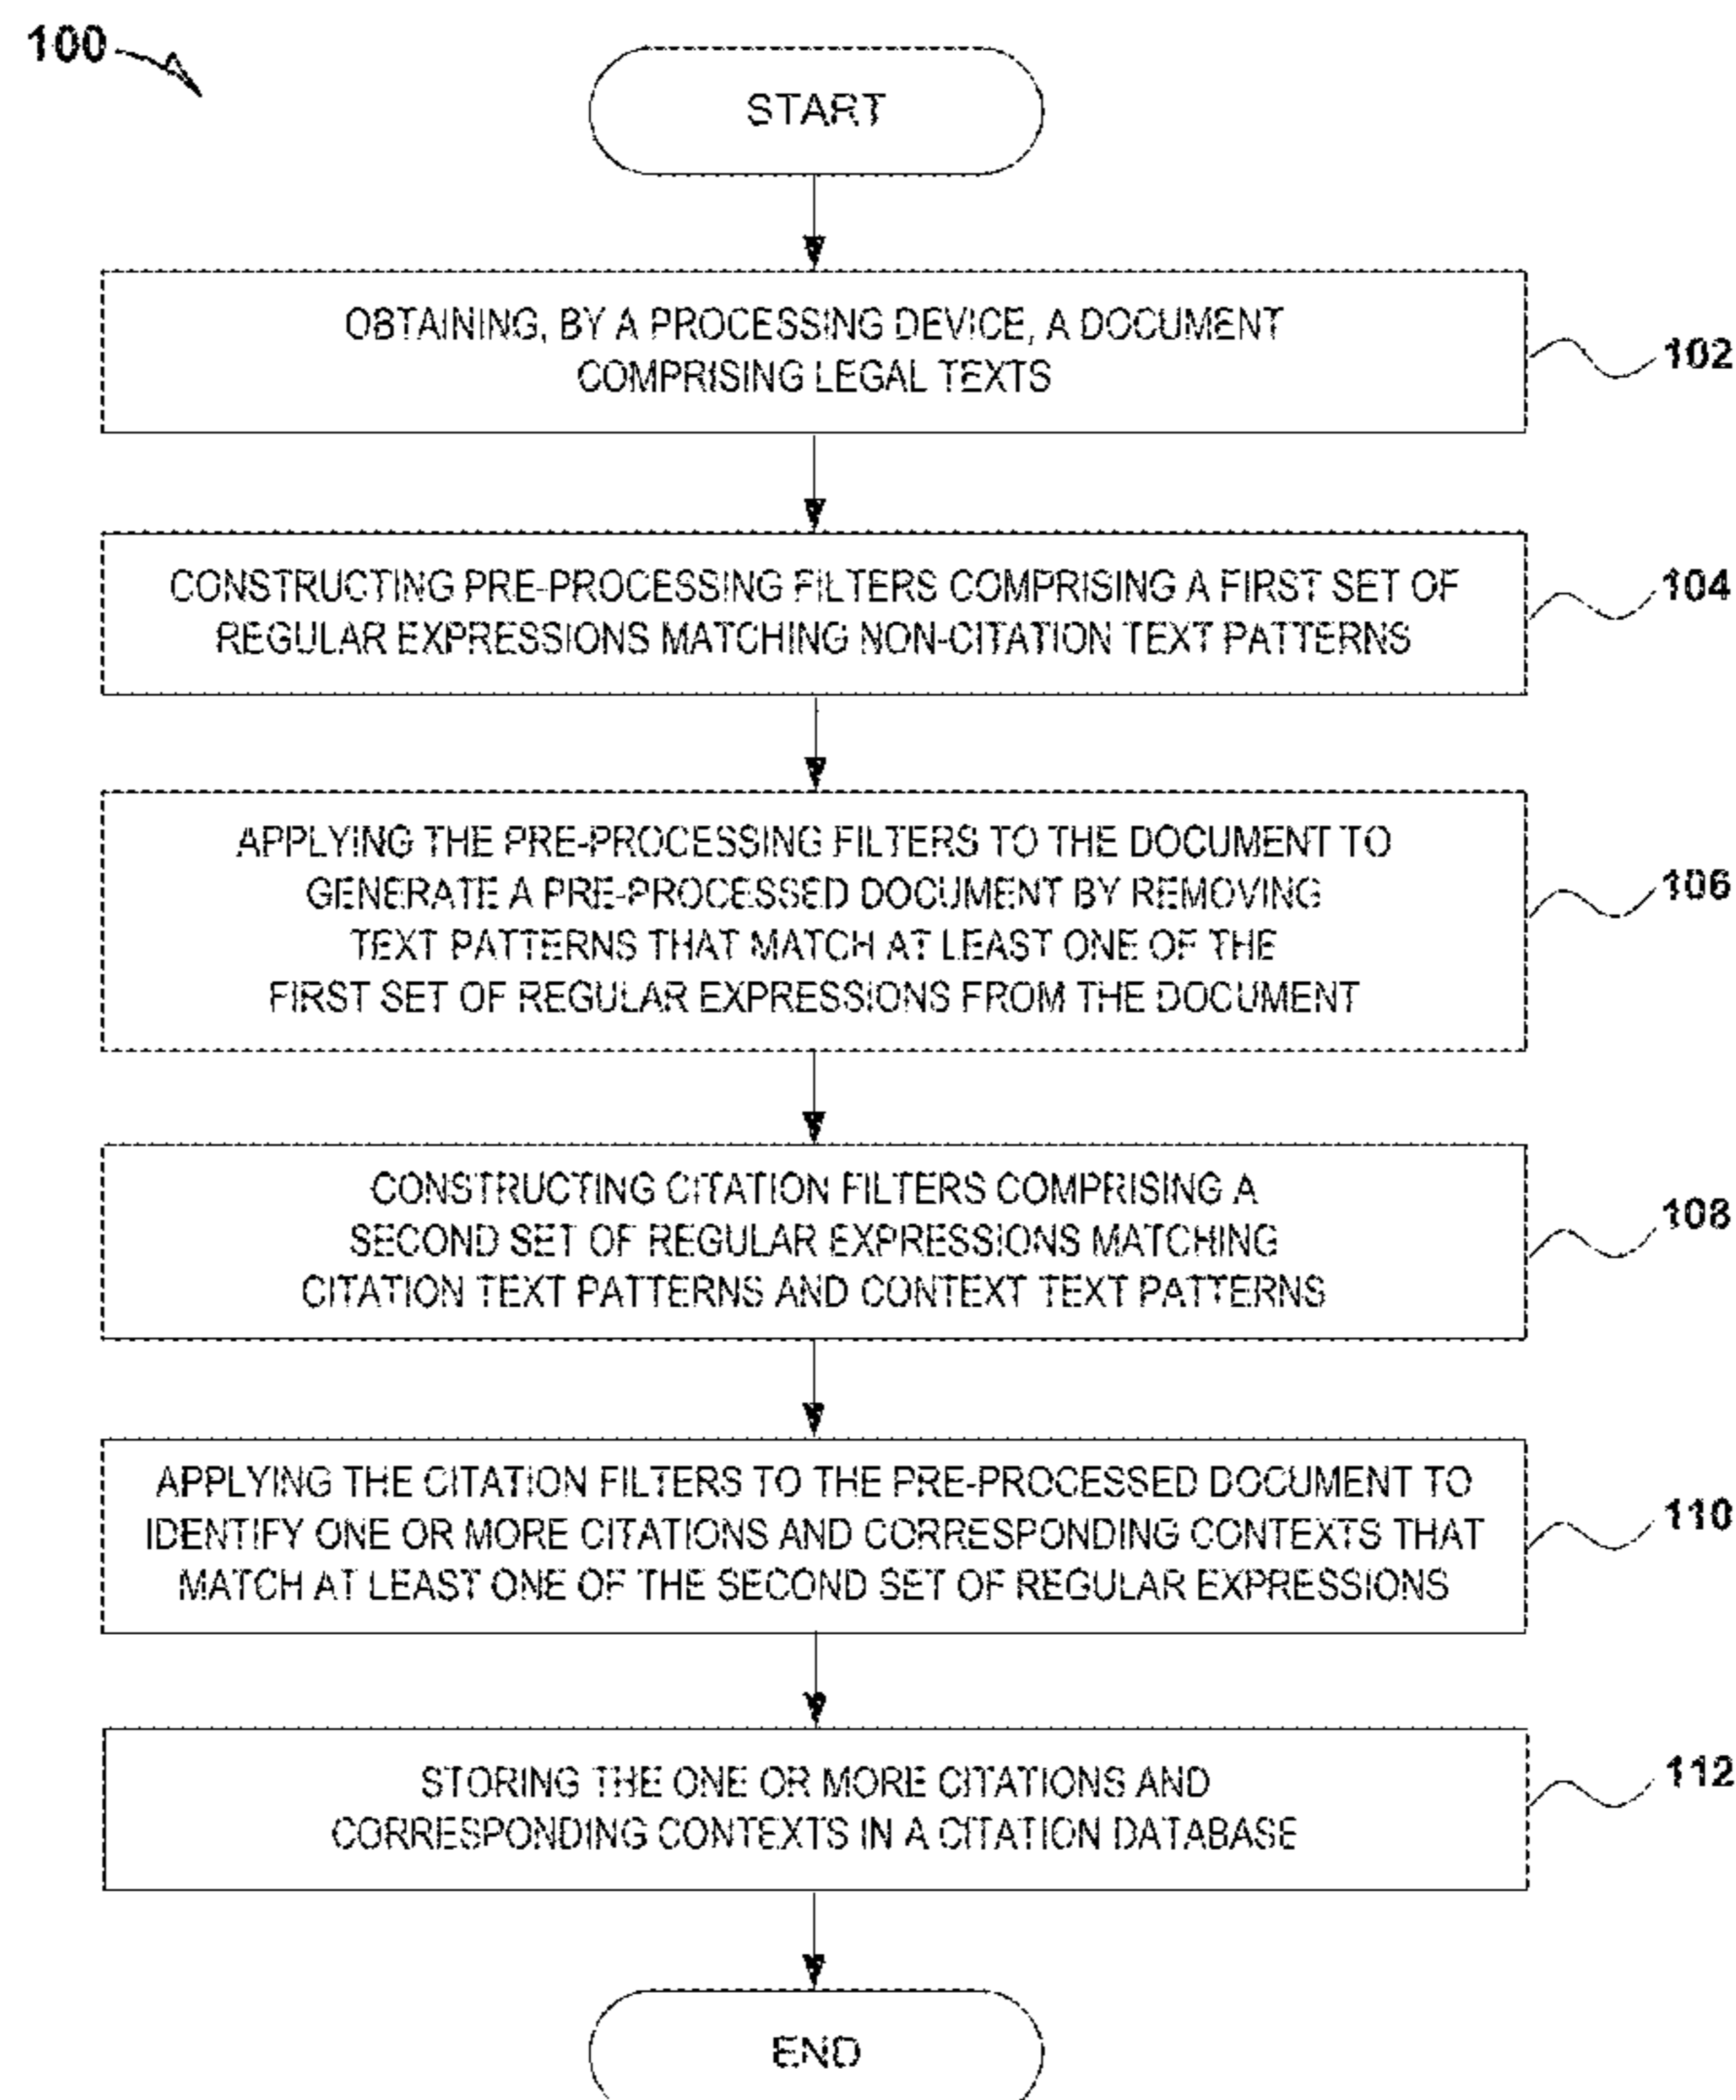 100
START
OBTAINING, BY A PROCESSING DEVICE, A DOCUMENT
COMPRISING LEGAL TEXTS
102
CONSTRUCTING PRE-PROCESSING FILTERS COMPRISING A FIRST SET OF
REGULAR EXPRESSIONS MATCHING NON-CITATION TEXT PATTERNS
104
APPLYING THE PRE-PROCESSING FILTERS TO THE DOCUMENT TO
GENERATE A PRE-PROCESSED DOCUMENT BY REMOVING
TEXT PATTERNS THAT MATCH AT LEAST ONE OF THE
FIRST SET OF REGULAR EXPRESSIONS FROM THE DOCUMENT
106
CONSTRUCTING CITATION FILTERS COMPRISING A
SECOND SET OF REGULAR EXPRESSIONS MATCHING
CITATION TEXT PATTERNS AND CONTEXT TEXT PATTERNS
108
APPLYING THE CITATION FILTERS TO THE PRE-PROCESSED DOCUMENT TO
IDENTIFY ONE OR MORE CITATIONS AND CORRESPONDING CONTEXTS THAT
MATCH AT LEAST ONE OF THE SECOND SET OF REGULAR EXPRESSIONS
110
STORING THE ONE OR MORE CITATIONS AND
CORRESPONDING CONTEXTS IN A CITATION DATABASE
112
END